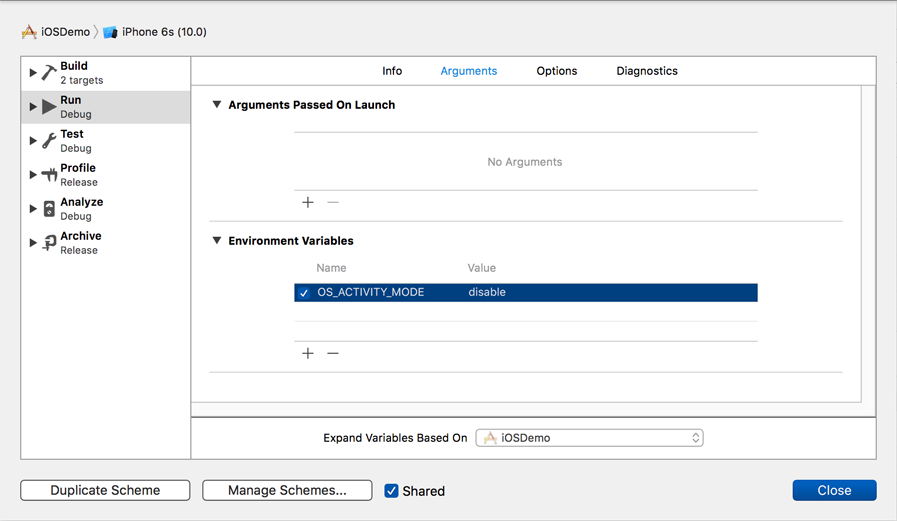 iOSDemo iPhone 6s (10.0)
Build
2 targets
Run
Debug
Test
Debug
Profile
Release
Analyze
Debug
Archive
Release
Info Arguments Options Diagnostics
Arguments Passed On Launch
No Arguments
Environment Variables
Name Value
OS_ACTIVITY_MODE disable
Expand Variables Based On iOSDemo
Duplicate Scheme Manage Schemes... Shared Close